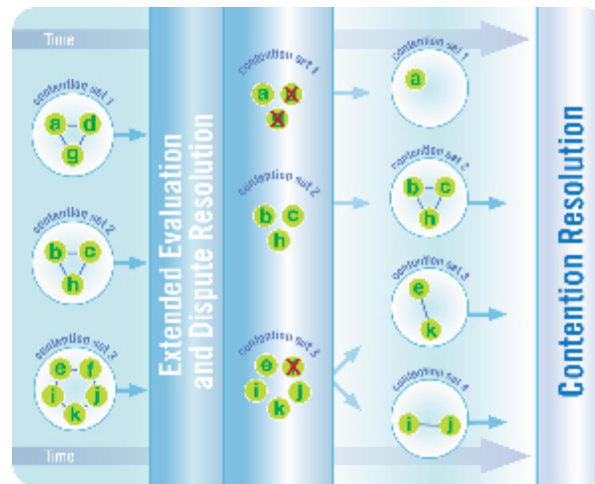 Time
contention set 1
a d
g
contention set 2
b c
h
contention set 3
e f
i j
k
Time
Extended Evaluation
and Dispute Resolution
contention set 1
a X
X
contention set 2
b c
h
contention set 3
e X
i j
k
contention set 1
a
contention set 2
b c
h
contention set 3
e
k
contention set 4
i j
Contention Resolution